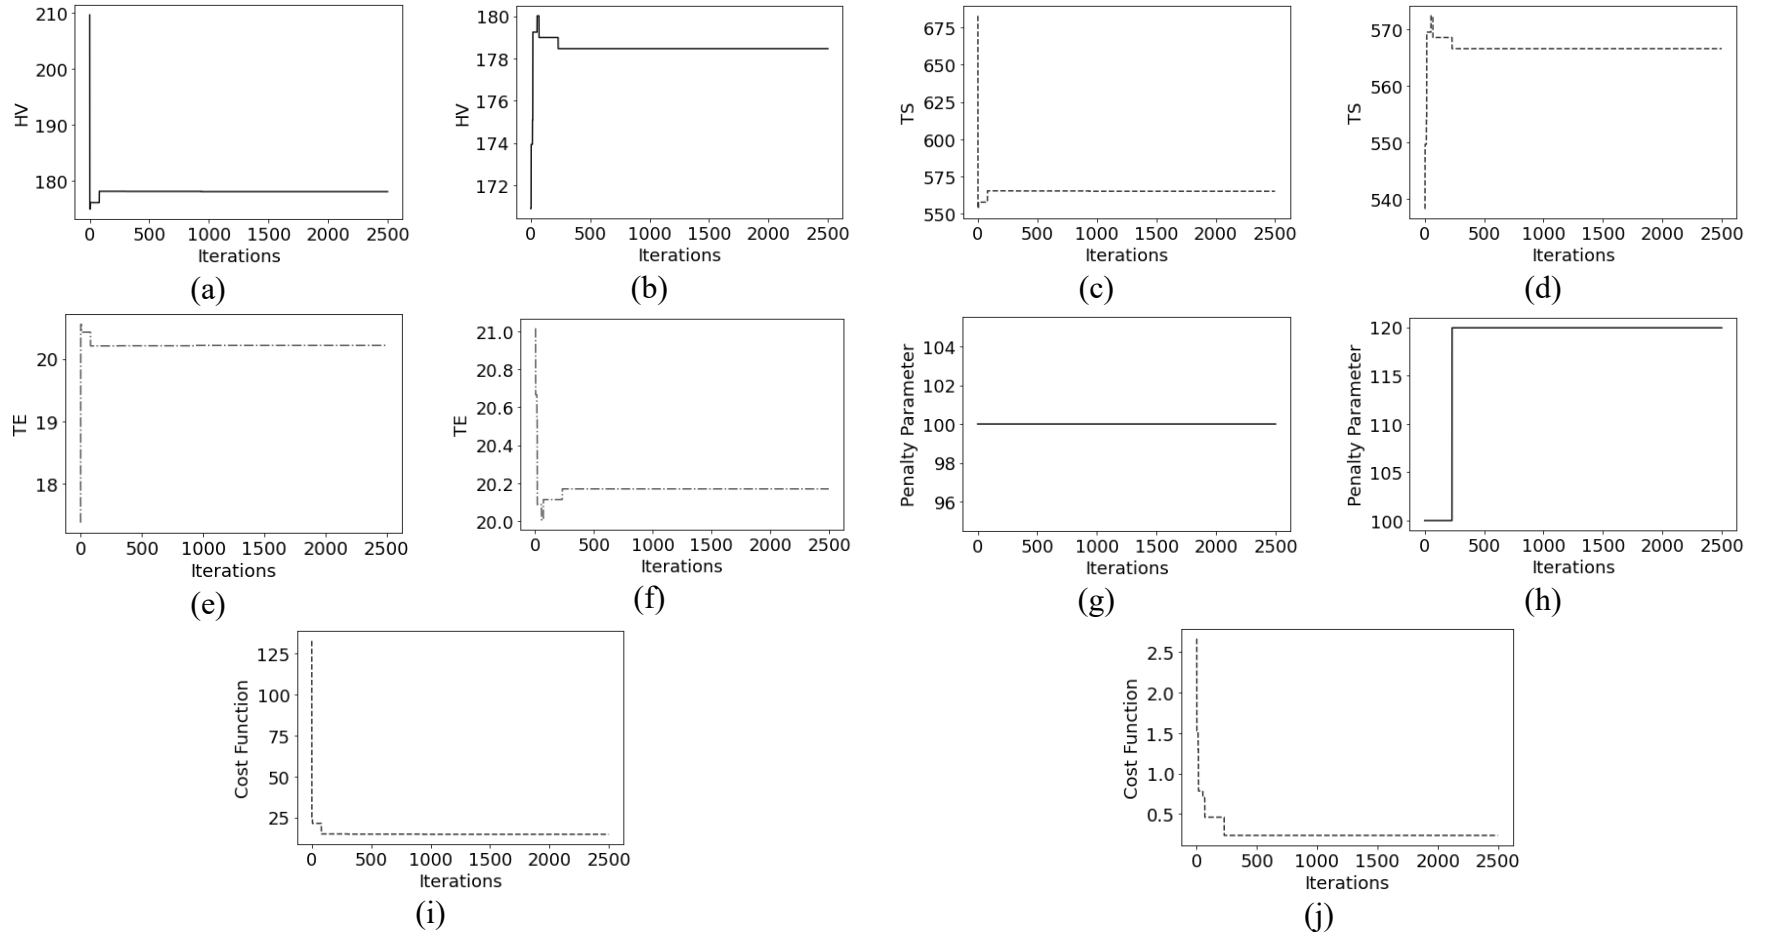 210
200
190
180
HV
0 500 1000 1500 2000 2500
Iterations
(a)
180
178
176
174
172
HV
0 500 1000 1500 2000 2500
Iterations
(b)
675
650
625
600
575
550
TS
0 500 1000 1500 2000 2500
Iterations
(c)
570
560
550
540
TS
0 500 1000 1500 2000 2500
Iterations
(d)
20
19
18
TE
0 500 1000 1500 2000 2500
Iterations
(e)
21.0
20.8
20.6
20.4
20.2
20.0
TE
0 500 1000 1500 2000 2500
Iterations
(f)
104
102
100
98
96
Penalty Parameter
0 500 1000 1500 2000 2500
Iterations
(g)
120
115
110
105
100
Penalty Parameter
0 500 1000 1500 2000 2500
Iterations
(h)
125
100
75
50
25
Cost Function
0 500 1000 1500 2000 2500
Iterations
(i)
2.5
2.0
1.5
1.0
0.5
Cost Function
0 500 1000 1500 2000 2500
Iterations
(j)